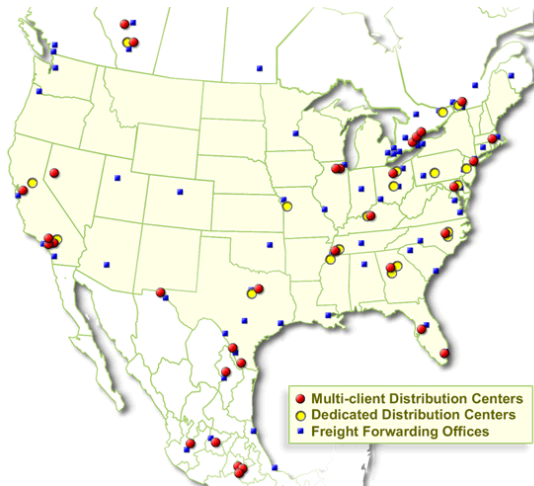 Multi-client Distribution Centers
Dedicated Distribution Centers
Freight Forwarding Offices